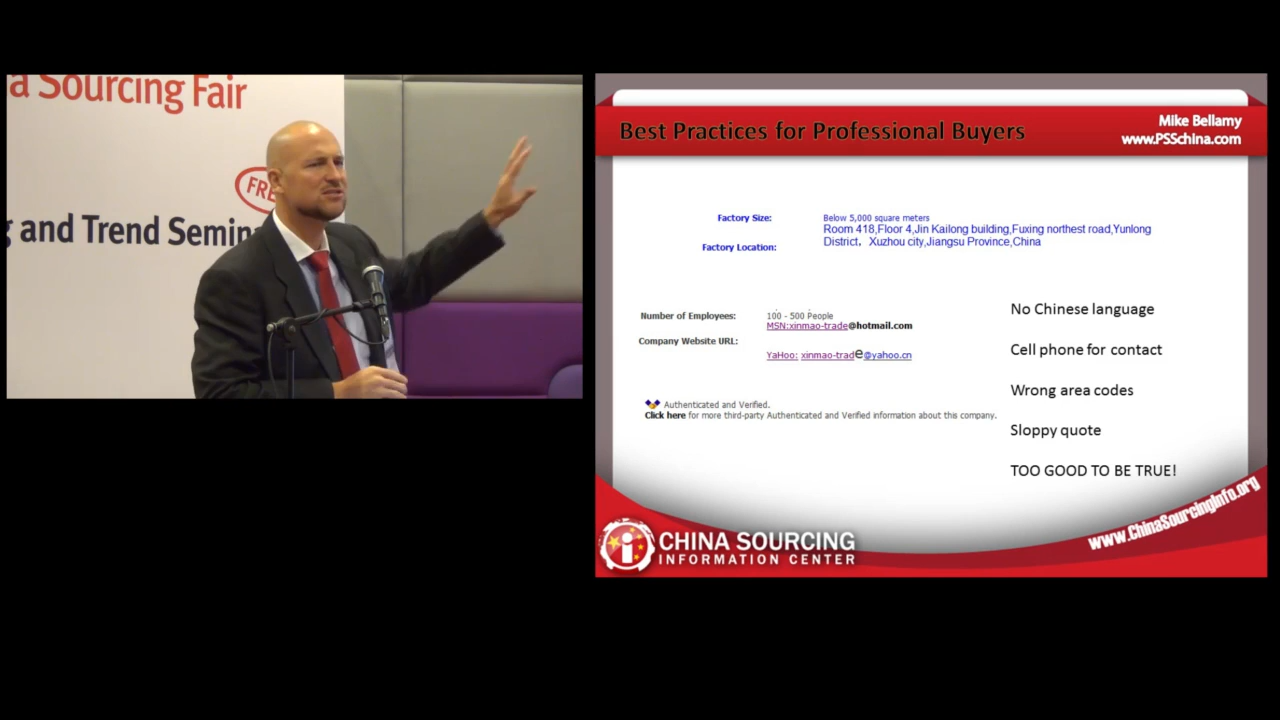 a Sourcing Fair
FRE
g and Trend Semin
Best Practices for Professional Buyers
Mike Bellamy
www.PSSchina.com
Factory Size:
Below 5,000 square meters
Factory Location:
Room 418,Floor 4,Jin Kailong building,Fuxing northest road,Yunlong
District, Xuzhou city,Jiangsu Province,China
Number of Employees:
100 - 500 People
MSN:xinmao-trade@hotmail.com
Company Website URL:
YaHoo: xinmao-trade@yahoo.cn
Authenticated and Verified.
Click here for more third-party Authenticated and Verified information about this company.
No Chinese language
Cell phone for contact
Wrong area codes
Sloppy quote
TOO GOOD TO BE TRUE!
CHINA SOURCING
INFORMATION CENTER
www.ChinaSourcingInfo.org